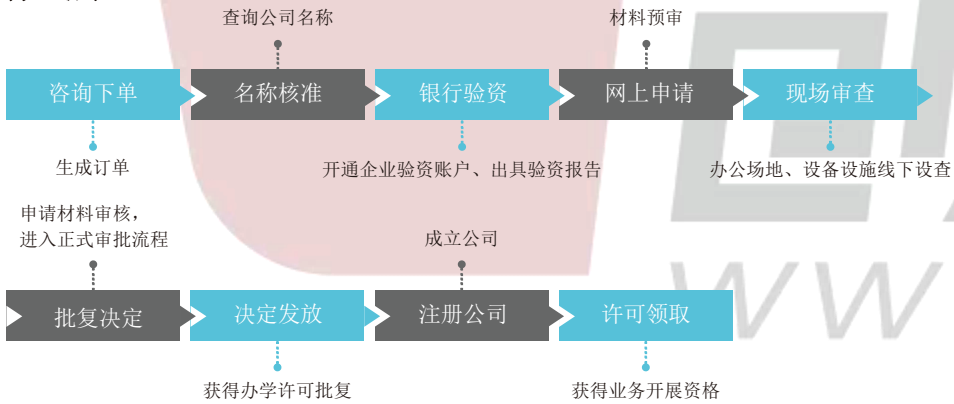 查询公司名称
材料预审
咨询下单
名称核准
银行验资
网上申请
现场审查
生成订单
开通企业验资账户、出具验资报告
办公场地、设备设施线下设查
申请材料审核，
进入正式审批流程
成立公司
批复决定
决定发放
注册公司
许可领取
获得办学许可批复
获得业务开展资格
WW